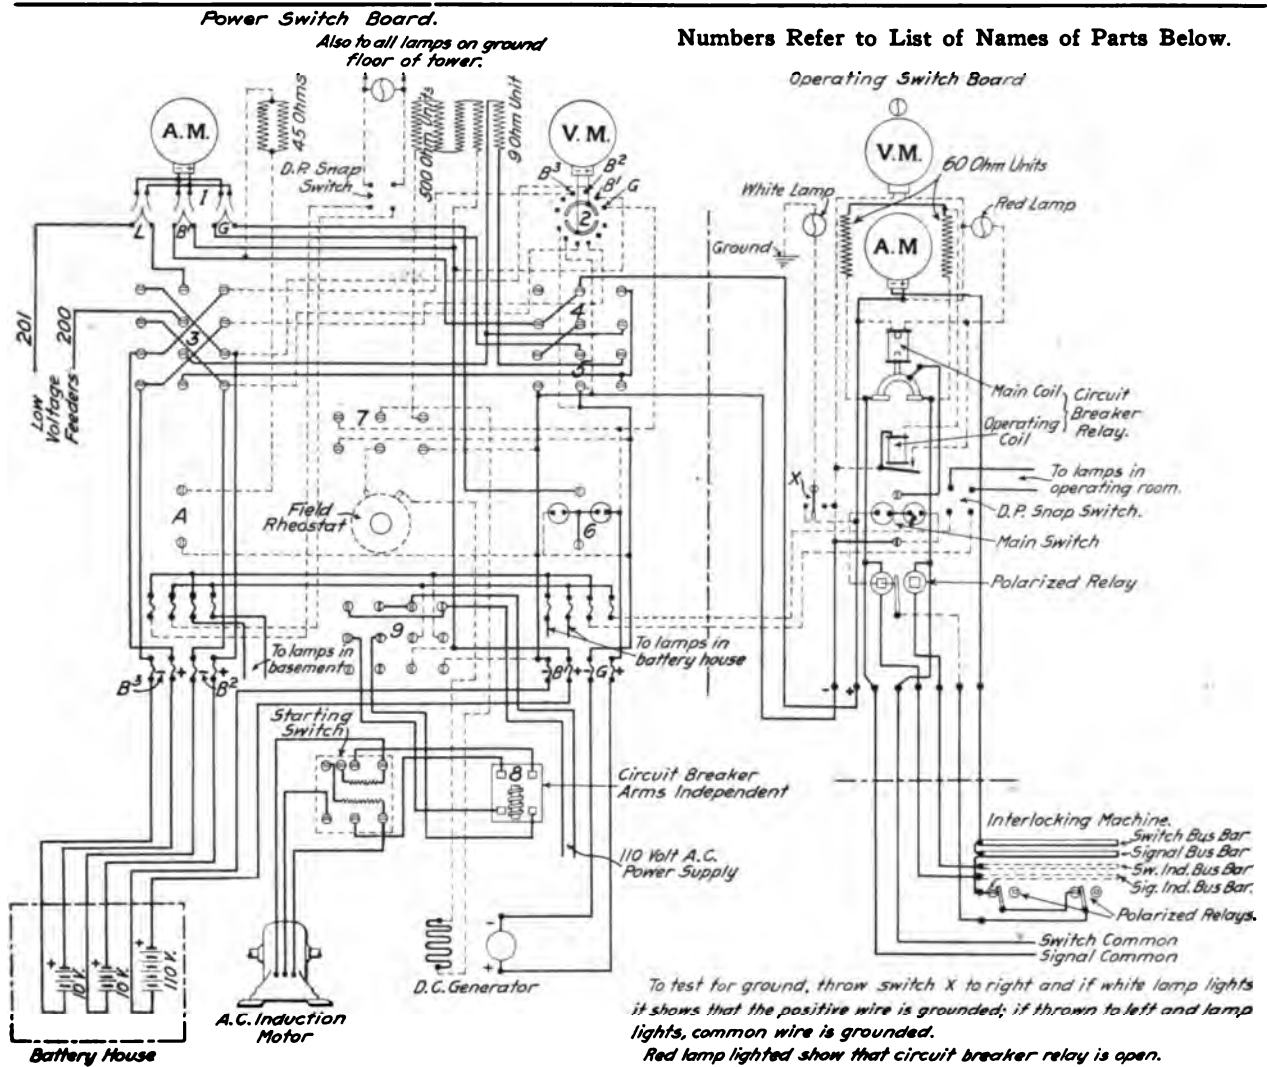 Power Switch Board.
Also to all lamps on ground
floor of tower.
Numbers Refer to List of Names of Parts Below.
Operating Switch Board
A.M.
45 Ohms
D.P. Snap
Switch
500 Ohm Units
9 Ohm Unit
V.M.
B³
B²
B¹
G
1
2
L
B¹
G
201
200
Low
Voltage
Feeders
3
4
5
7
A
Field
Rheostat
6
9
To lamps in
basement
To lamps in
battery house
B³
+
-
B²
+
-
B¹
+
-
G
+
Starting
Switch
8
Circuit Breaker
Arms Independent
110 Volt A.C.
Power Supply
V.M.
60 Ohm Units
White Lamp
Red Lamp
A.M
Ground
Main Coil
Operating
Coil
Circuit
Breaker
Relay.
To lamps in
operating room.
X
D.P. Snap Switch.
Main Switch
Polarized Relay
-
+
Interlocking Machine.
Switch Bus Bar
Signal Bus Bar
Sw. Ind. Bus Bar
Sig. Ind. Bus Bar.
Polarized Relays.
Switch Common
Signal Common
+
10 V.
+
10 V.
+
110 V.
Battery House
A.C. Induction
Motor
D.C. Generator
-
+
To test for ground, throw switch X to right and if white lamp lights
it shows that the positive wire is grounded; if thrown to left and lamp
lights, common wire is grounded.
Red lamp lighted show that circuit breaker relay is open.